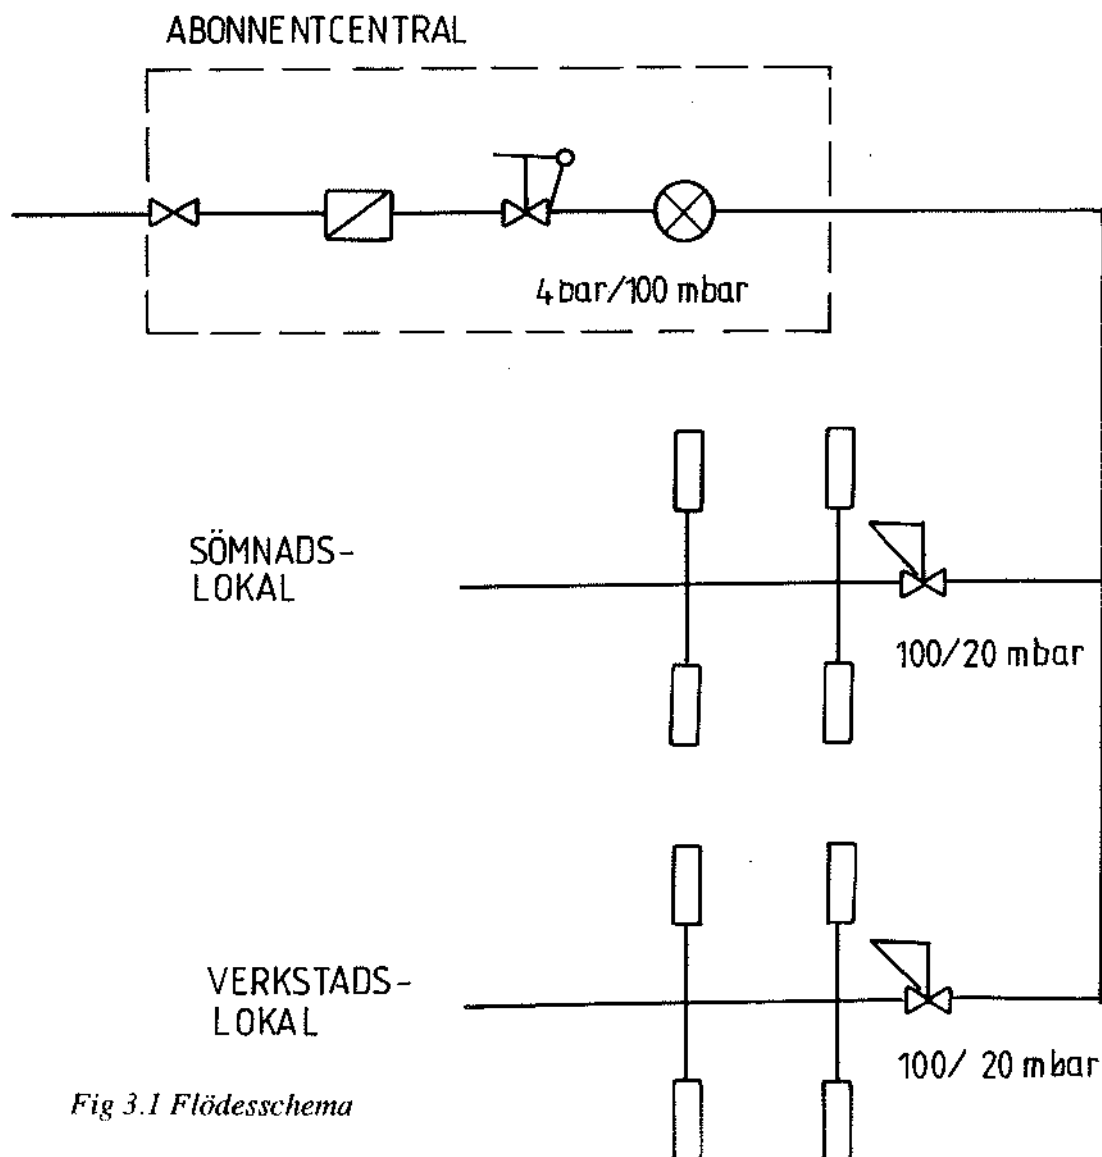 ABONNENTCENTRAL
4 bar/100 mbar
SÖMNADS-
LOKAL
100/20 mbar
VERKSTADS-
LOKAL
100/ 20 mbar
Fig 3.1 Flödesschema